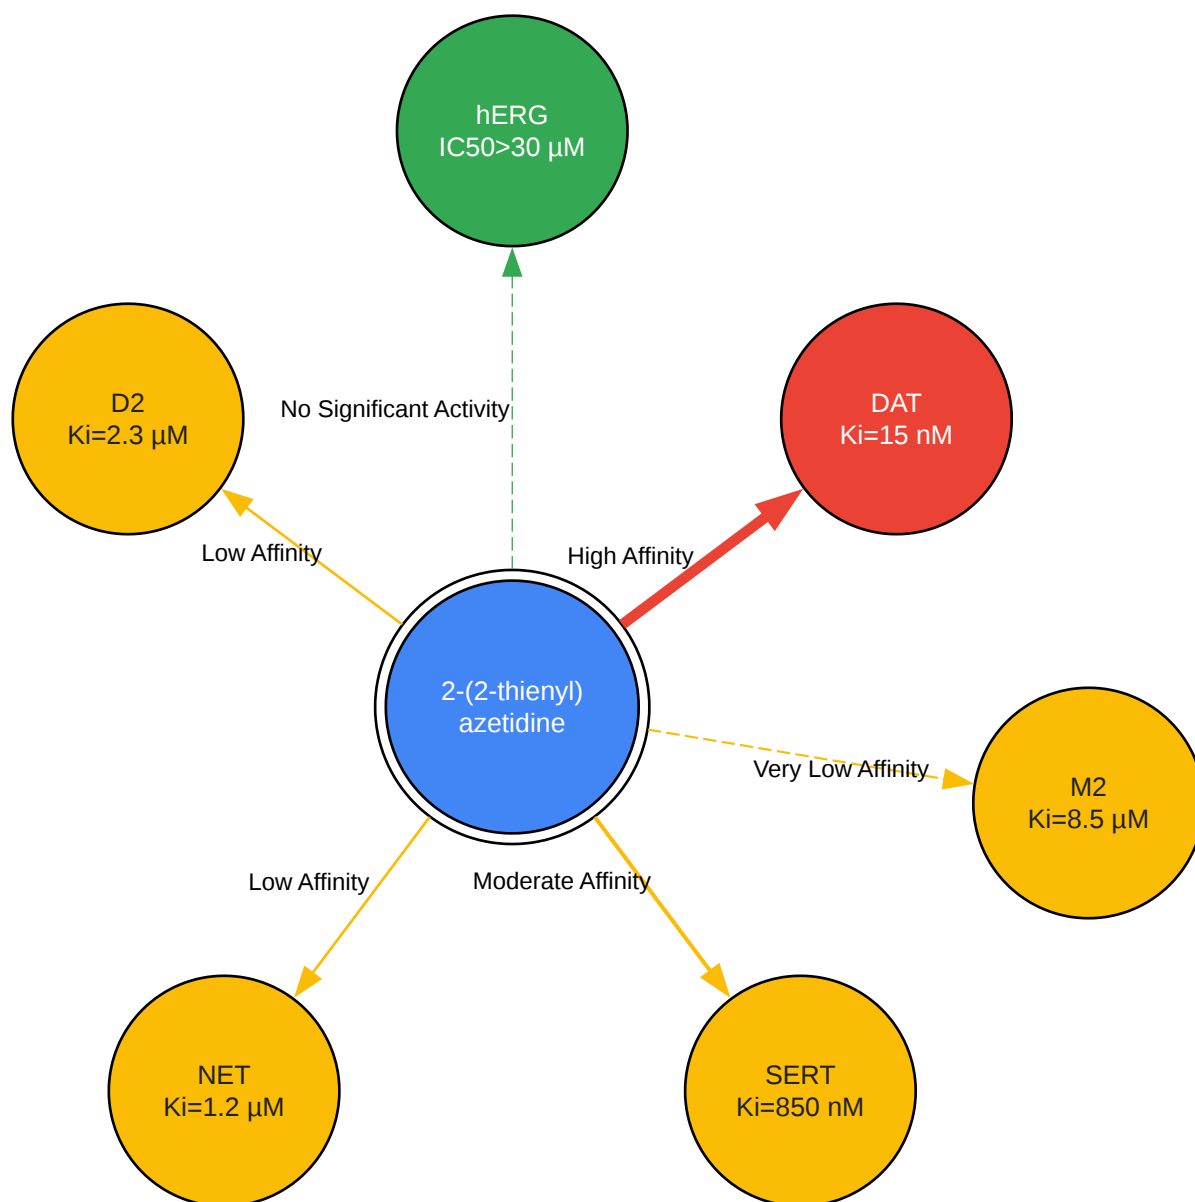 hERG
IC50>30 µM
D2
Ki=2.3 µM
DAT
Ki=15 nM
No Significant Activity
Low Affinity
High Affinity
2-(2-thienyl)
azetidine
Very Low Affinity
M2
Ki=8.5 µM
Low Affinity
Moderate Affinity
NET
Ki=1.2 µM
SERT
Ki=850 nM